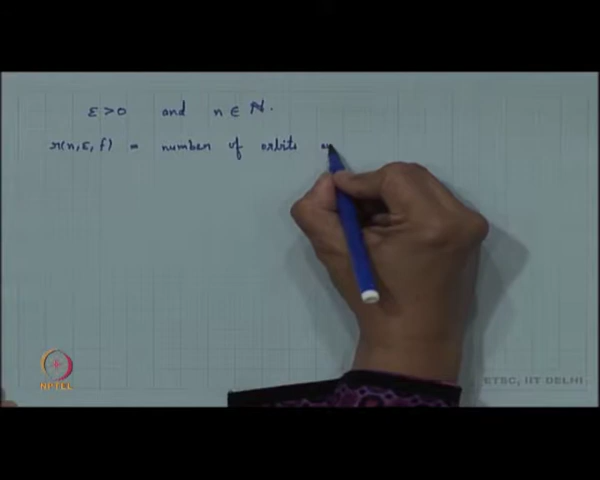 ε > 0 and n ∈ ℕ.
r(n, ε, f) = number of orbits
NPTEL
ETSC, IIT DELHI